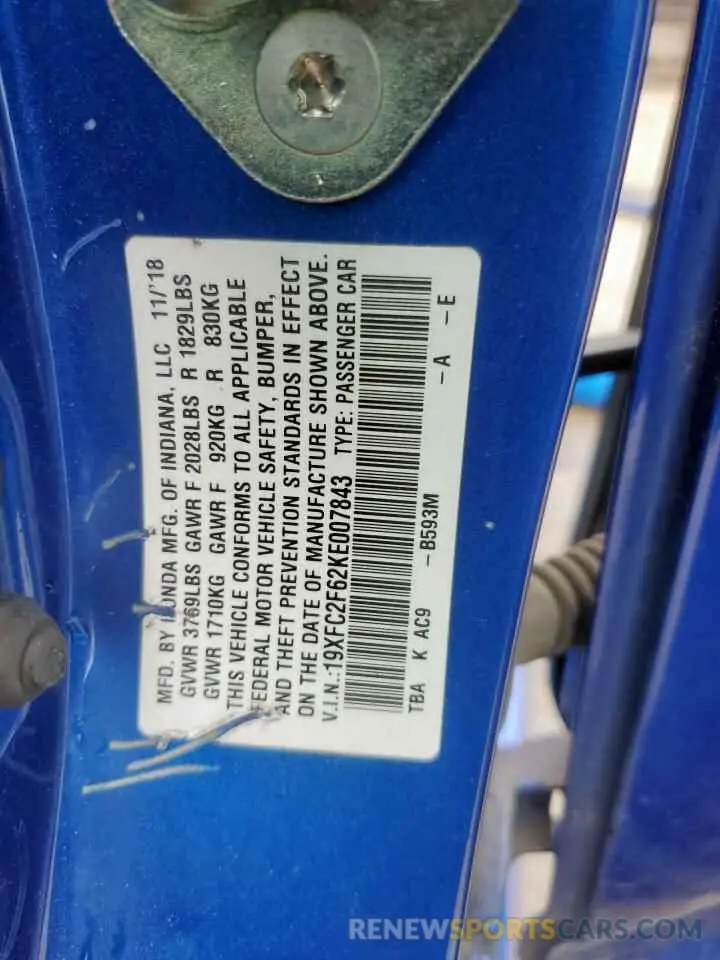 MFD. BY HONDA MFG. OF INDIANA, LLC 11/'18
GVWR 3769LBS GAWR F 2028LBS R 1829LBS
GVWR 1710KG GAWR F 920KG R 830KG
THIS VEHICLE CONFORMS TO ALL APPLICABLE
FEDERAL MOTOR VEHICLE SAFETY, BUMPER,
AND THEFT PREVENTION STANDARDS IN EFFECT
ON THE DATE OF MANUFACTURE SHOWN ABOVE.
V.I.N.:19XFC2F62KE007843 TYPE: PASSENGER CAR
TBA K AC9 - B593M - A - E
RENEWSPORTSCARS.COM